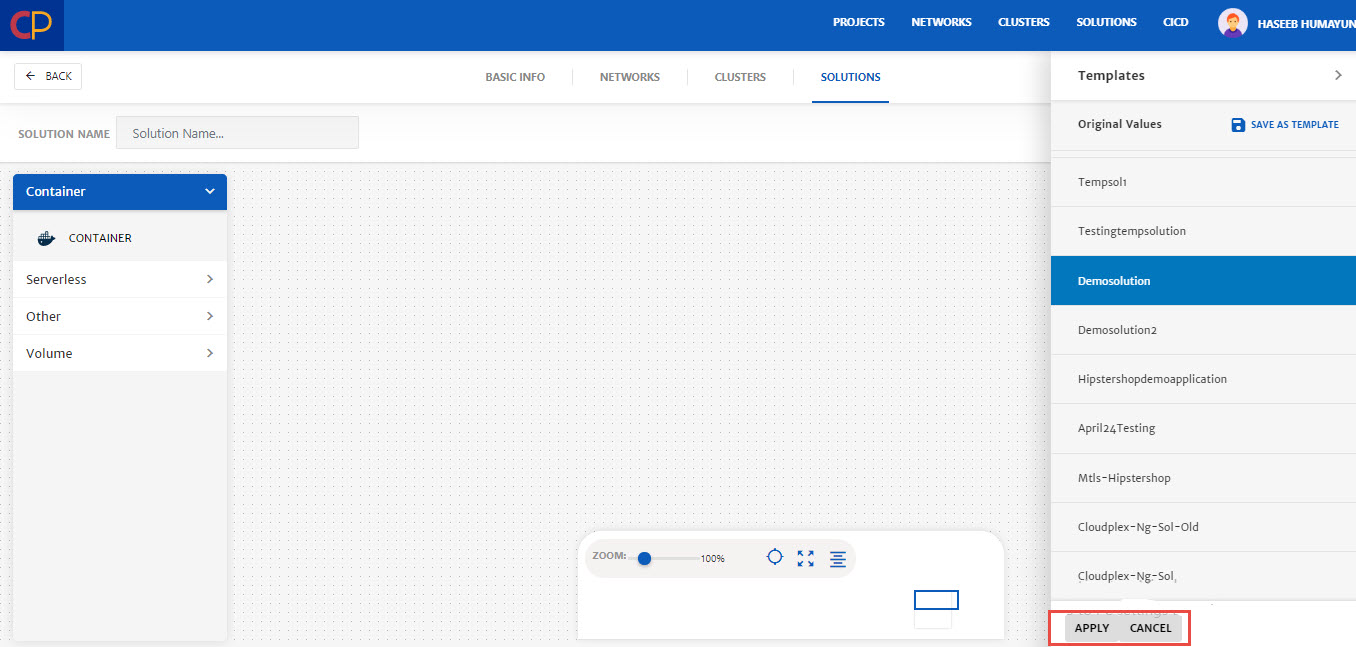 CP
PROJECTS NETWORKS CLUSTERS SOLUTIONS CICD HASEEB HUMAYUN
BACK
BASIC INFO NETWORKS CLUSTERS SOLUTIONS
SOLUTION NAME Solution Name...
Container
CONTAINER
Serverless
Other
Volume
ZOOM: 100%
Templates
Original Values SAVE AS TEMPLATE
Tempsol1
Testingtempsolution
Demosolution
Demosolution2
Hipstershopdemoapplication
April24Testing
Mtls-Hipstershop
Cloudplex-Ng-Sol-Old
Cloudplex-Ng-Sol
APPLY CANCEL